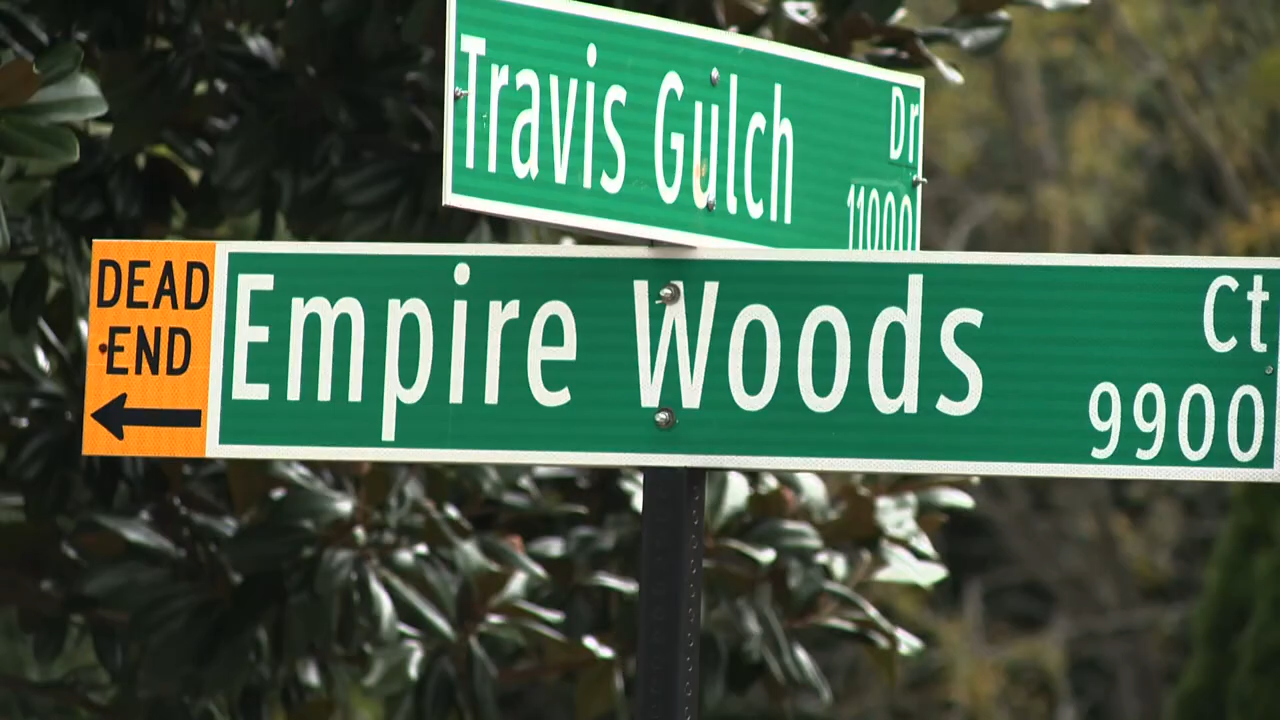 Travis Gulch Dr
11000
DEAD
END
Empire Woods Ct
9900